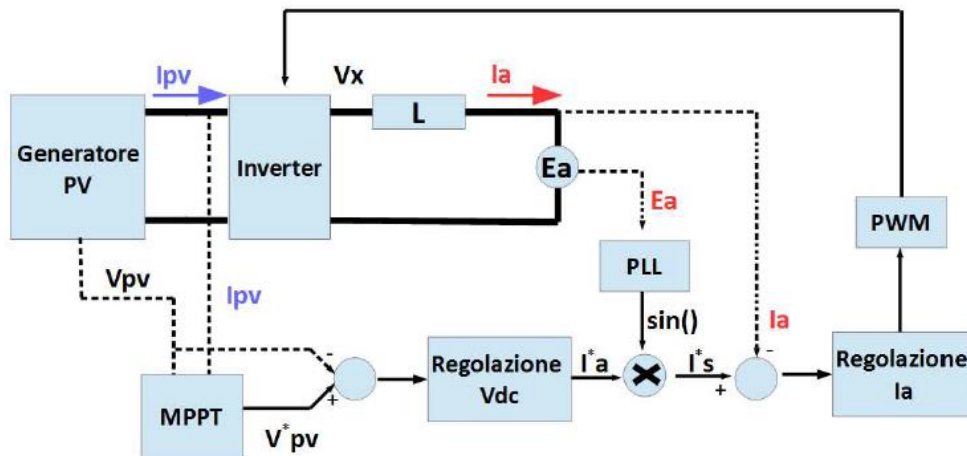 Ipv
Vx
Ia
Generatore
PV
Inverter
L
Ea
Ea
PWM
PLL
Vpv
Ipv
sin()
Ia
-
-
Regolazione
Vdc
I*a
I*s
Regolazione
Ia
+
+
MPPT
V*pv